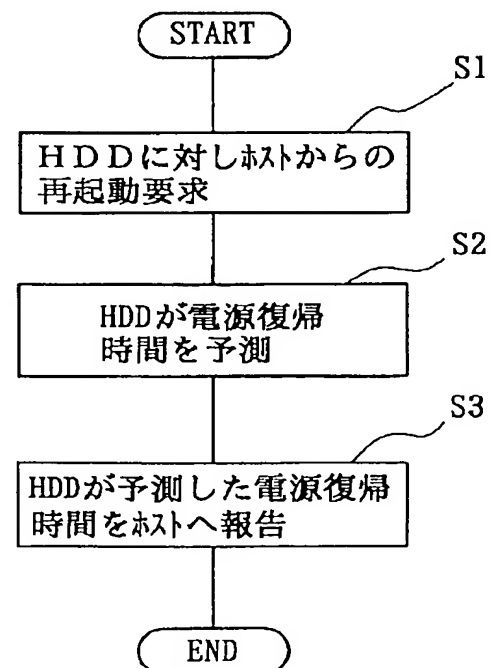 START
S1
ＨＤＤに対しﾎｽﾄからの
再起動要求
S2
HDDが電源復帰
時間を予測
S3
HDDが予測した電源復帰
時間をﾎｽﾄへ報告
END